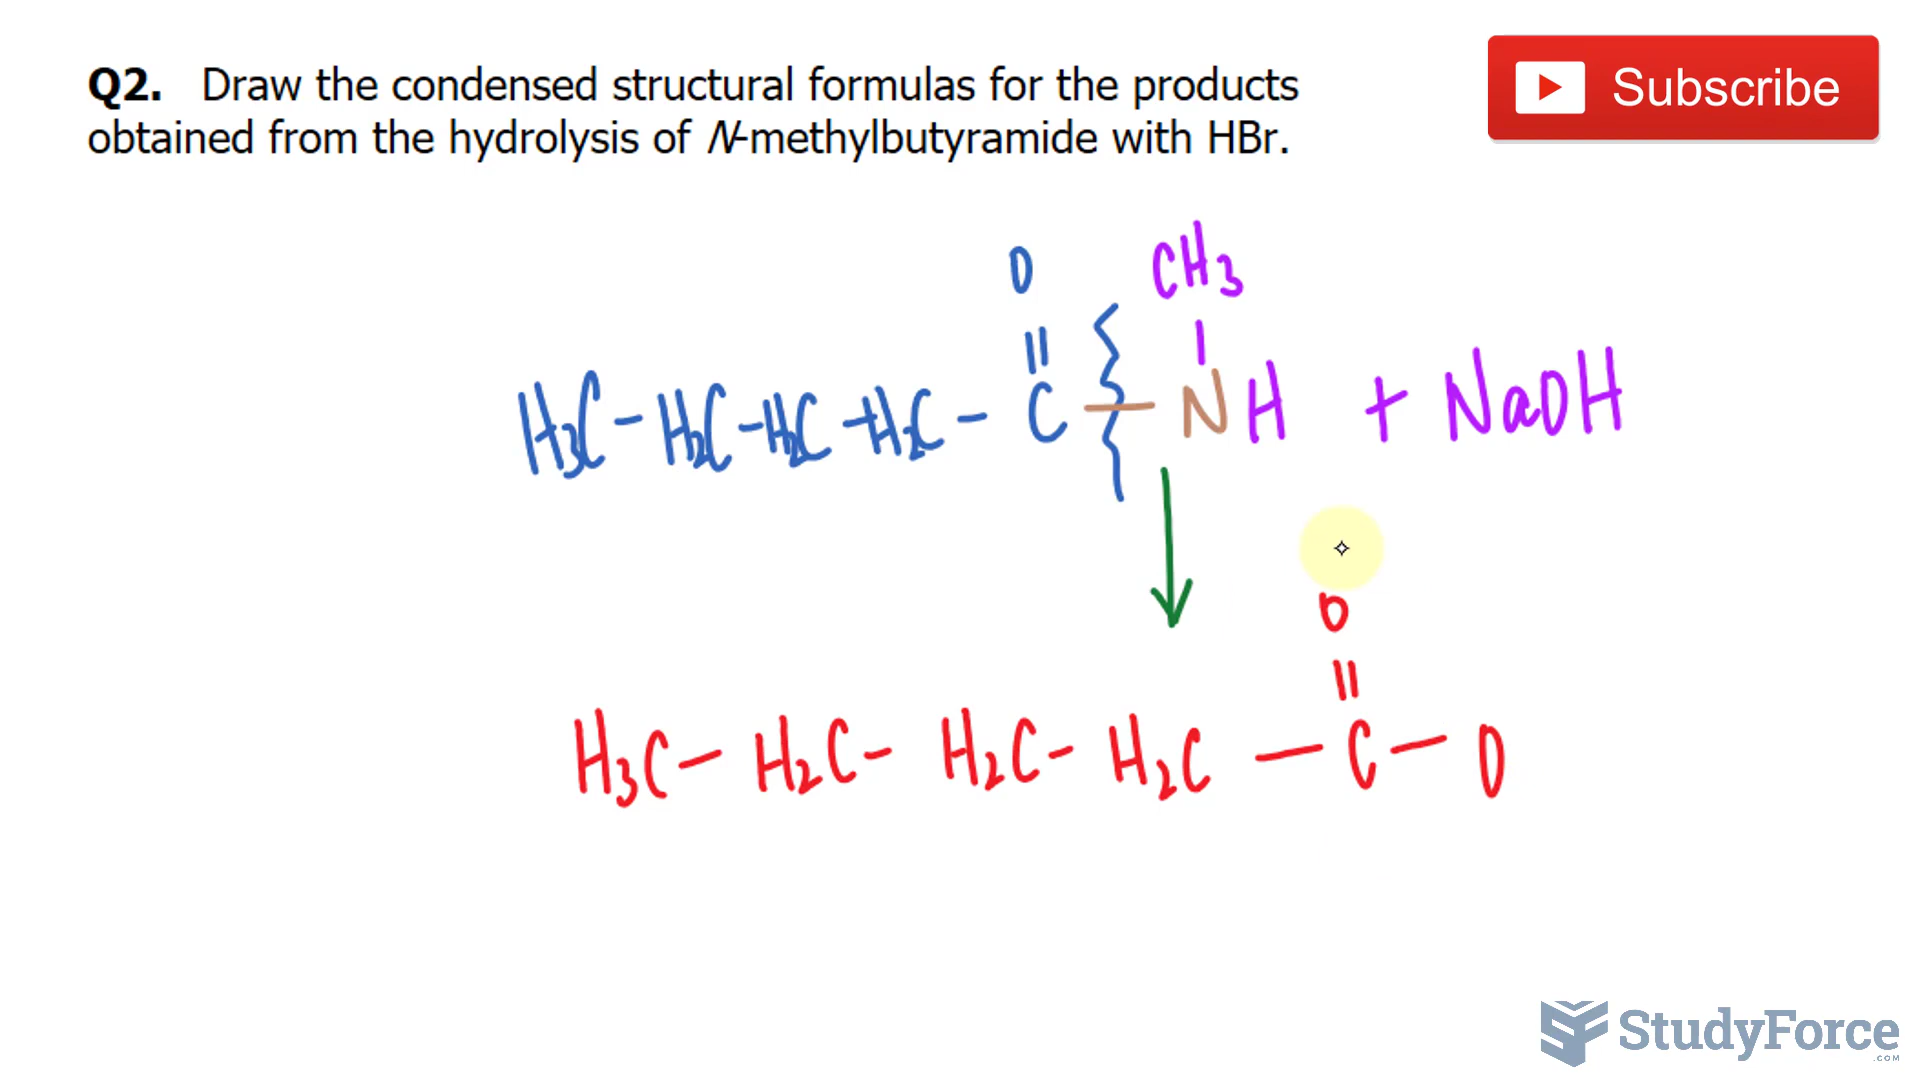 Q2. Draw the condensed structural formulas for the products
obtained from the hydrolysis of N-methylbutyramide with HBr.
Subscribe
O CH3
||  |
H3C - H2C - H2C - H2C - C - NH + NaOH
O
||
H3C - H2C - H2C - H2C - C - O
StudyForce
.COM